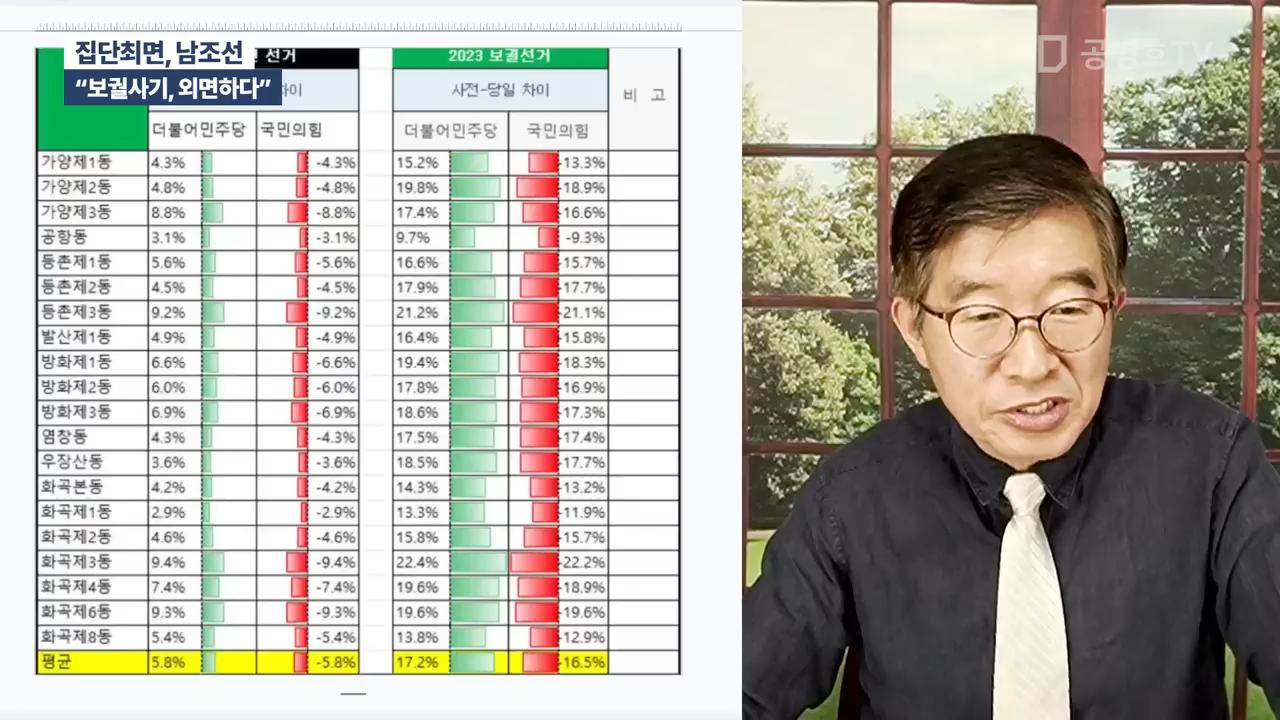 집단최면, 남조선
“보궐사기, 외면하다”
선거 2023 보궐선거
차이 사전-당일 차이 비 고
더불어민주당 국민의힘 더불어민주당 국민의힘
가양제1동 4.3% -4.3% 15.2% -13.3%
가양제2동 4.8% -4.8% 19.8% -18.9%
가양제3동 8.8% -8.8% 17.4% -16.6%
공항동 3.1% -3.1% 9.7% -9.3%
등촌제1동 5.6% -5.6% 16.6% -15.7%
등촌제2동 4.5% -4.5% 17.9% -17.7%
등촌제3동 9.2% -9.2% 21.2% -21.1%
발산제1동 4.9% -4.9% 16.4% -15.8%
방화제1동 6.6% -6.6% 19.4% -18.3%
방화제2동 6.0% -6.0% 17.8% -16.9%
방화제3동 6.9% -6.9% 18.6% -17.3%
염창동 4.3% -4.3% 17.5% -17.4%
우장산동 3.6% -3.6% 18.5% -17.7%
화곡본동 4.2% -4.2% 14.3% -13.2%
화곡제1동 2.9% -2.9% 13.3% -11.9%
화곡제2동 4.6% -4.6% 15.8% -15.7%
화곡제3동 9.4% -9.4% 22.4% -22.2%
화곡제4동 7.4% -7.4% 19.6% -18.9%
화곡제6동 9.3% -9.3% 19.6% -19.6%
화곡제8동 5.4% -5.4% 13.8% -12.9%
평균 5.8% -5.8% 17.2% -16.5%
공병호TV